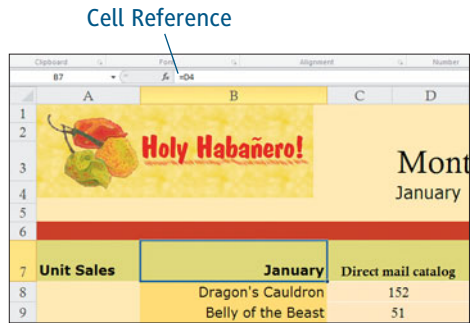 Cell Reference
Clipboard Font Alignment Number
B7 fx =D4
A B C D
1
2
Holy Habañero!
3 Mont
4 January
5
6
7 Unit Sales January Direct mail catalog
8 Dragon's Cauldron 152
9 Belly of the Beast 51